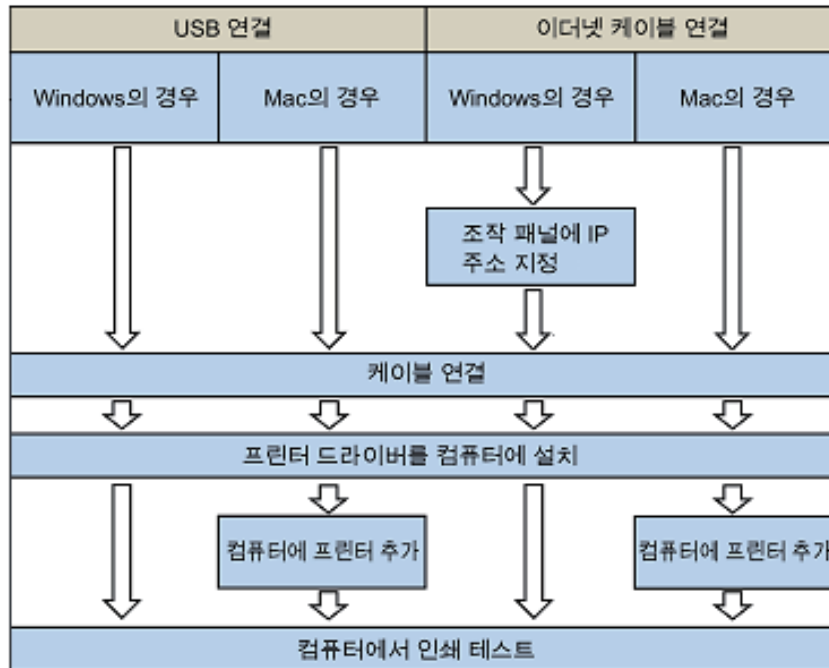 USB 연결
이더넷 케이블 연결
Windows의 경우
Mac의 경우
Windows의 경우
Mac의 경우
조작 패널에 IP
주소 지정
케이블 연결
프린터 드라이버를 컴퓨터에 설치
컴퓨터에 프린터 추가
컴퓨터에 프린터 추가
컴퓨터에서 인쇄 테스트